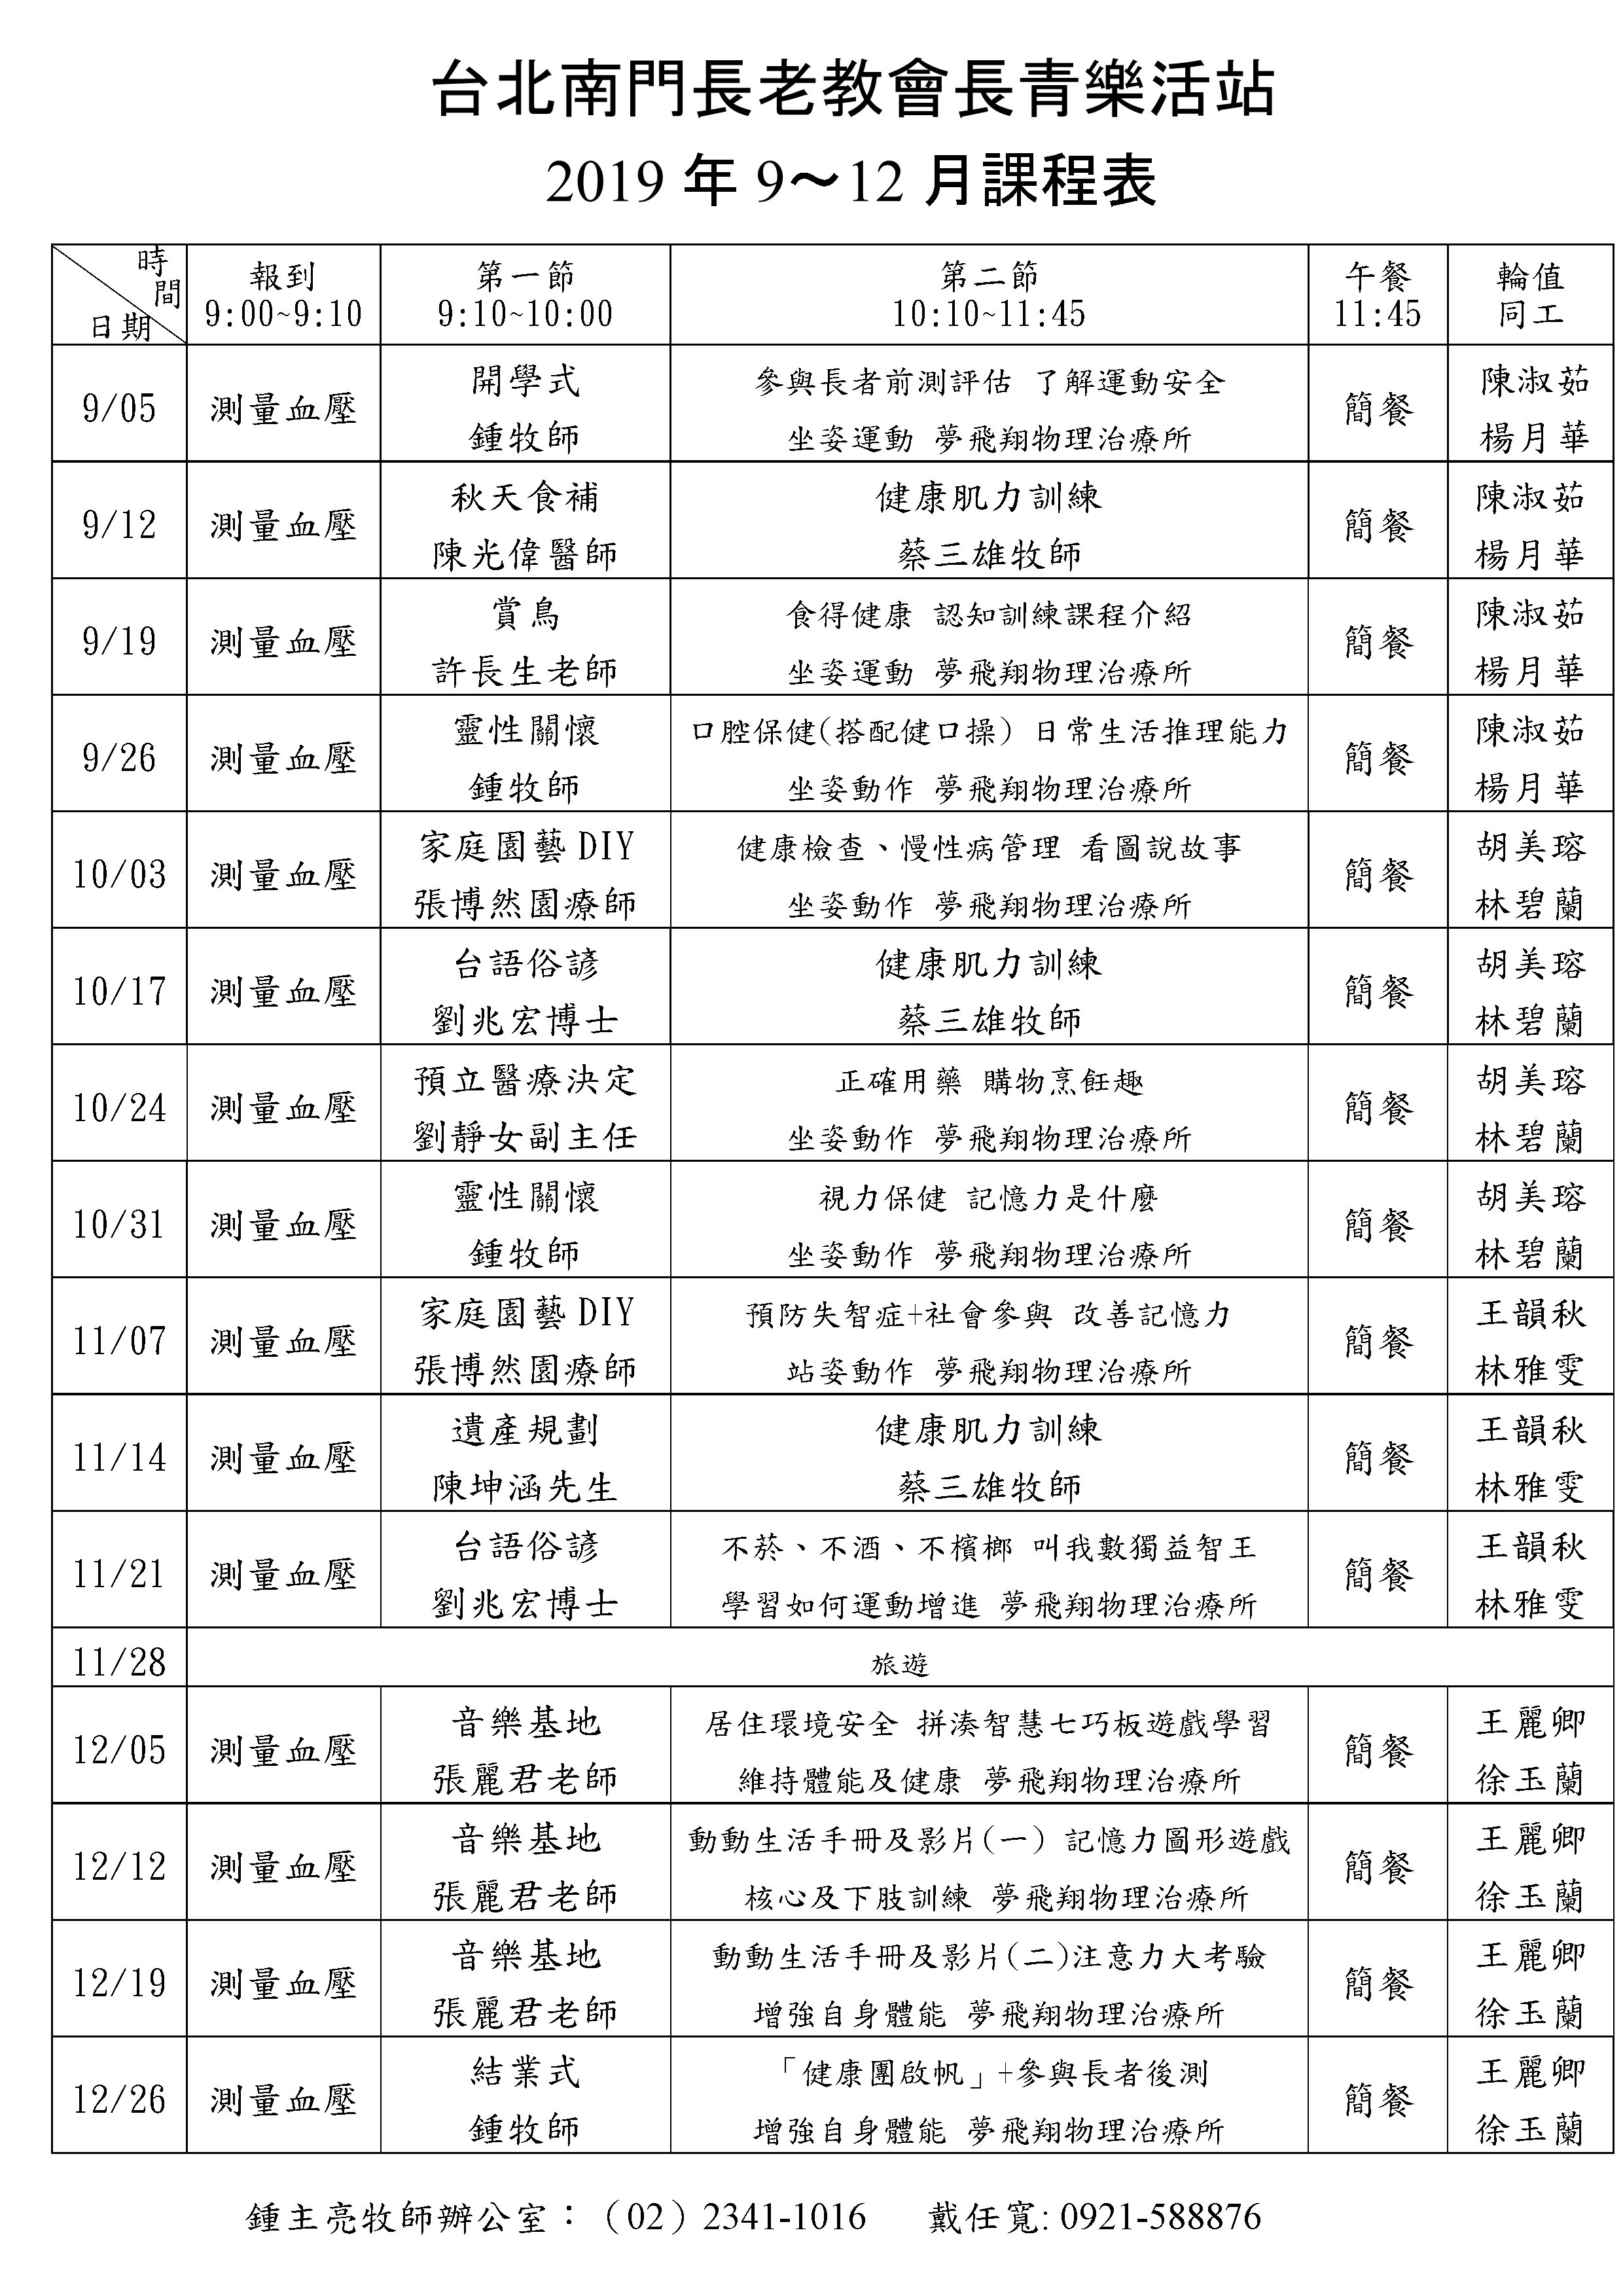 台北南門長老教會長青樂活站
2019 年 9～12 月課程表
時間
日期
報到
9:00~9:10
第一節
9:10~10:00
第二節
10:10~11:45
午餐
11:45
輪值
同工
9/05
測量血壓
開學式
鍾牧師
參與長者前測評估 了解運動安全
坐姿運動 夢飛翔物理治療所
簡餐
陳淑茹
楊月華
9/12
測量血壓
秋天食補
陳光偉醫師
健康肌力訓練
蔡三雄牧師
簡餐
陳淑茹
楊月華
9/19
測量血壓
賞鳥
許長生老師
食得健康 認知訓練課程介紹
坐姿運動 夢飛翔物理治療所
簡餐
陳淑茹
楊月華
9/26
測量血壓
靈性關懷
鍾牧師
口腔保健(搭配健口操) 日常生活推理能力
坐姿動作 夢飛翔物理治療所
簡餐
陳淑茹
楊月華
10/03
測量血壓
家庭園藝 DIY
張博然園療師
健康檢查、慢性病管理 看圖說故事
坐姿動作 夢飛翔物理治療所
簡餐
胡美瑢
林碧蘭
10/17
測量血壓
台語俗諺
劉兆宏博士
健康肌力訓練
蔡三雄牧師
簡餐
胡美瑢
林碧蘭
10/24
測量血壓
預立醫療決定
劉靜女副主任
正確用藥 購物烹飪趣
坐姿動作 夢飛翔物理治療所
簡餐
胡美瑢
林碧蘭
10/31
測量血壓
靈性關懷
鍾牧師
視力保健 記憶力是什麼
坐姿動作 夢飛翔物理治療所
簡餐
胡美瑢
林碧蘭
11/07
測量血壓
家庭園藝 DIY
張博然園療師
預防失智症+社會參與 改善記憶力
站姿動作 夢飛翔物理治療所
簡餐
王韻秋
林雅雯
11/14
測量血壓
遺產規劃
陳坤涵先生
健康肌力訓練
蔡三雄牧師
簡餐
王韻秋
林雅雯
11/21
測量血壓
台語俗諺
劉兆宏博士
不菸、不酒、不檳榔 叫我數獨益智王
學習如何運動增進 夢飛翔物理治療所
簡餐
王韻秋
林雅雯
11/28
旅遊
12/05
測量血壓
音樂基地
張麗君老師
居住環境安全 拼湊智慧七巧板遊戲學習
維持體能及健康 夢飛翔物理治療所
簡餐
王麗卿
徐玉蘭
12/12
測量血壓
音樂基地
張麗君老師
動動生活手冊及影片(一) 記憶力圖形遊戲
核心及下肢訓練 夢飛翔物理治療所
簡餐
王麗卿
徐玉蘭
12/19
測量血壓
音樂基地
張麗君老師
動動生活手冊及影片(二)注意力大考驗
增強自身體能 夢飛翔物理治療所
簡餐
王麗卿
徐玉蘭
12/26
測量血壓
結業式
鍾牧師
「健康團啟帆」+參與長者後測
增強自身體能 夢飛翔物理治療所
簡餐
王麗卿
徐玉蘭
鍾主亮牧師辦公室：（02）2341-1016 戴任寬: 0921-588876